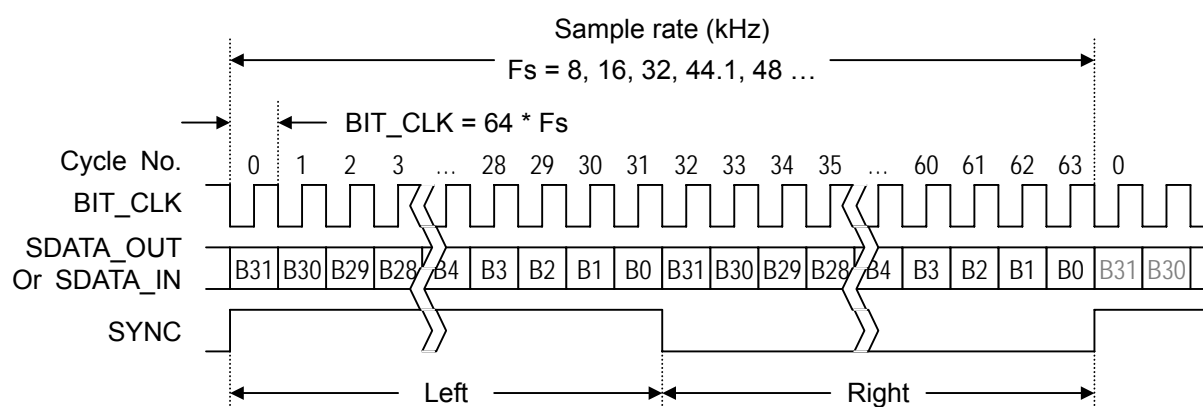 Sample rate (kHz)
Fs = 8, 16, 32, 44.1, 48 …
BIT_CLK = 64 * Fs
Cycle No. 0 1 2 3 ... 28 29 30 31 32 33 34 35 ... 60 61 62 63 0
BIT_CLK
SDATA_OUT
Or SDATA_IN B31 B30 B29 B28 B4 B3 B2 B1 B0 B31 B30 B29 B28 B4 B3 B2 B1 B0 B31 B30
SYNC
Left Right